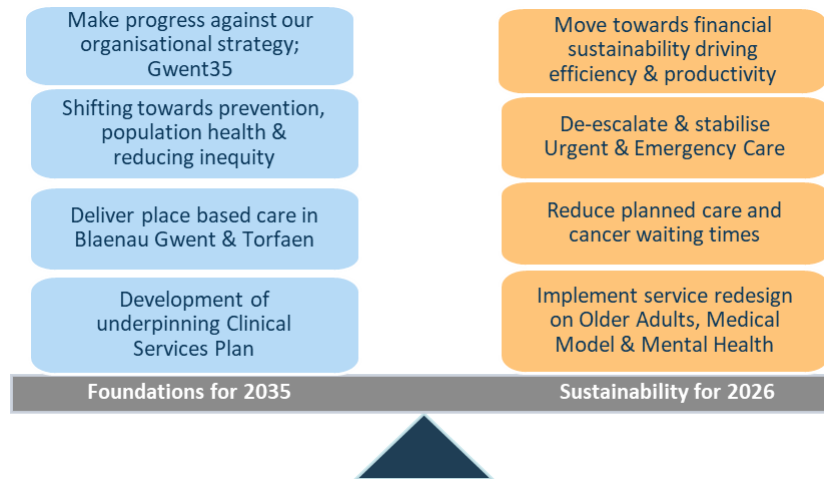 Make progress against our
organisational strategy;
Gwent35
Shifting towards prevention,
population health &
reducing inequity
Deliver place based care in
Blaenau Gwent & Torfaen
Development of
underpinning Clinical
Services Plan
Foundations for 2035
Move towards financial
sustainability driving
efficiency & productivity
De-escalate & stabilise
Urgent & Emergency Care
Reduce planned care and
cancer waiting times
Implement service redesign
on Older Adults, Medical
Model & Mental Health
Sustainability for 2026